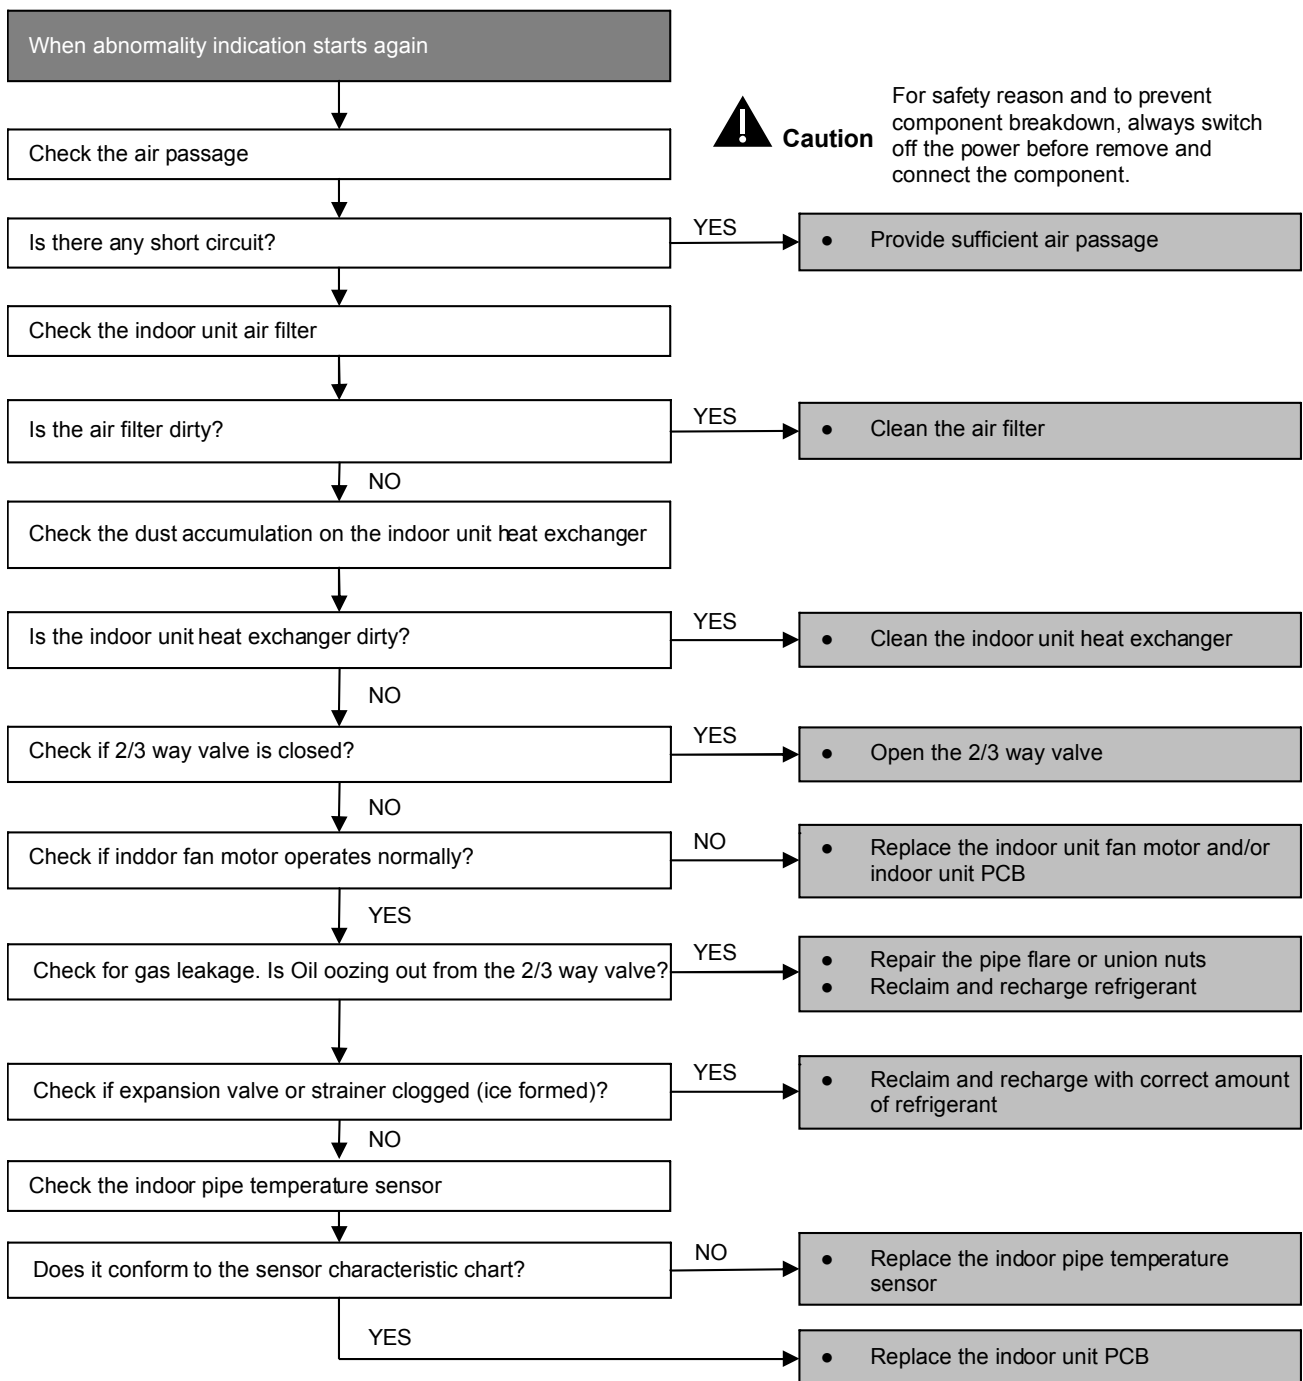 When abnormality indication starts again
Caution
For safety reason and to prevent
component breakdown, always switch
off the power before remove and
connect the component.
Check the air passage
Is there any short circuit?
YES
● Provide sufficient air passage
Check the indoor unit air filter
Is the air filter dirty?
YES
● Clean the air filter
NO
Check the dust accumulation on the indoor unit heat exchanger
Is the indoor unit heat exchanger dirty?
YES
● Clean the indoor unit heat exchanger
NO
Check if 2/3 way valve is closed?
YES
● Open the 2/3 way valve
NO
Check if inddor fan motor operates normally?
NO
● Replace the indoor unit fan motor and/or
indoor unit PCB
YES
Check for gas leakage. Is Oil oozing out from the 2/3 way valve?
YES
● Repair the pipe flare or union nuts
● Reclaim and recharge refrigerant
Check if expansion valve or strainer clogged (ice formed)?
YES
● Reclaim and recharge with correct amount
of refrigerant
NO
Check the indoor pipe temperature sensor
Does it conform to the sensor characteristic chart?
NO
● Replace the indoor pipe temperature
sensor
YES
● Replace the indoor unit PCB